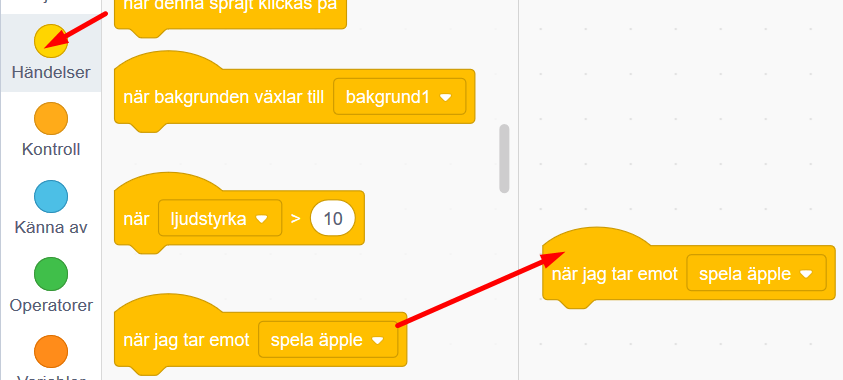 när denna sprajt klickas på
Händelser
när bakgrunden växlar till bakgrund1
Kontroll
när ljudstyrka > 10
Känna av
när jag tar emot spela äpple
Operatorer
när jag tar emot spela äpple
Variabler